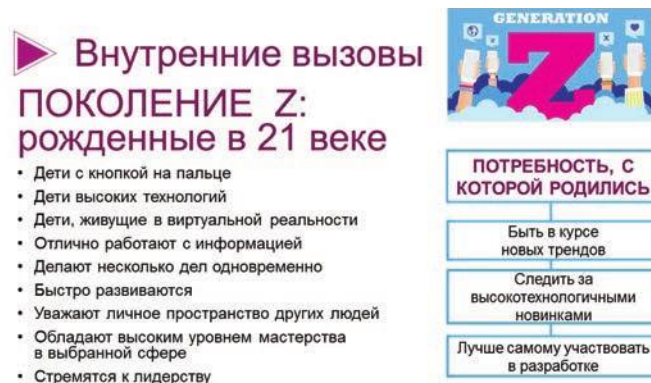 Внутренние вызовы
ПОКОЛЕНИЕ Z:
рожденные в 21 веке
• Дети с кнопкой на пальце
• Дети высоких технологий
• Дети, живущие в виртуальной реальности
• Отлично работают с информацией
• Делают несколько дел одновременно
• Быстро развиваются
• Уважают личное пространство других людей
• Обладают высоким уровнем мастерства
в выбранной сфере
• Стремятся к лидерству
GENERATION
Z
ПОТРЕБНОСТЬ, С
КОТОРОЙ РОДИЛИСЬ
Быть в курсе
новых трендов
Следить за
высокотехнологичными
новинками
Лучше самому участвовать
в разработке